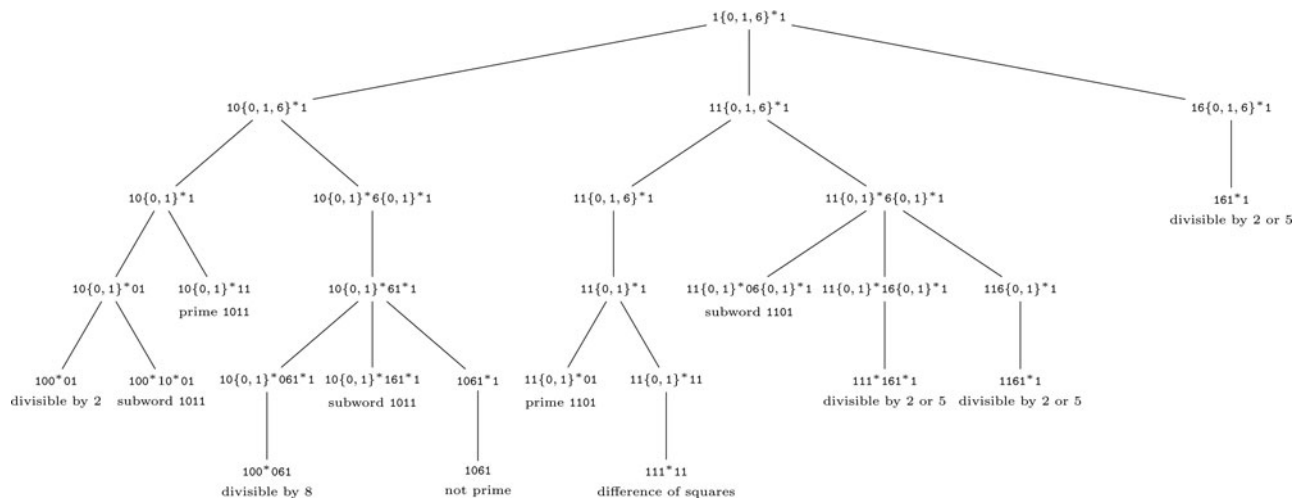 1{0, 1, 6}*1
10{0, 1, 6}*1
11{0, 1, 6}*1
16{0, 1, 6}*1
10{0, 1}*1
10{0, 1}*6{0, 1}*1
11{0, 1, 6}*1
11{0, 1}*6{0, 1}*1
161*1
divisible by 2 or 5
10{0, 1}*01
10{0, 1}*11
prime 1011
10{0, 1}*61*1
11{0, 1}*1
11{0, 1}*06{0, 1}*1
subword 1101
11{0, 1}*16{0, 1}*1
116{0, 1}*1
100*01
divisible by 2
100*10*01
subword 1011
10{0, 1}*061*1
10{0, 1}*161*1
subword 1011
1061*1
11{0, 1}*01
prime 1101
11{0, 1}*11
111*161*1
divisible by 2 or 5
1161*1
divisible by 2 or 5
100*061
divisible by 8
1061
not prime
111*11
difference of squares